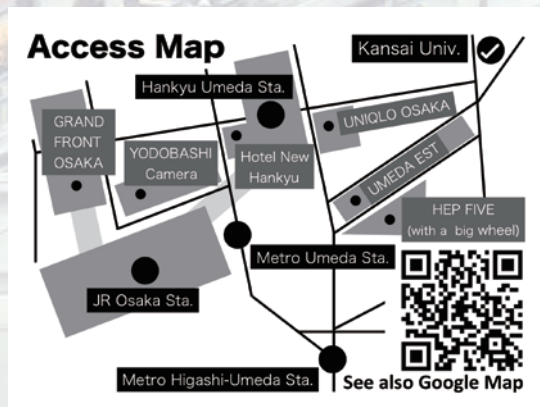 Access Map
Kansai Univ.
Hankyu Umeda Sta.
GRAND
FRONT
OSAKA
YODOBASHI
Camera
Hotel New
Hankyu
UNIQLO OSAKA
UMEDA EST
HEP FIVE
(with a big wheel)
Metro Umeda Sta.
JR Osaka Sta.
Metro Higashi-Umeda Sta.
See also Google Map